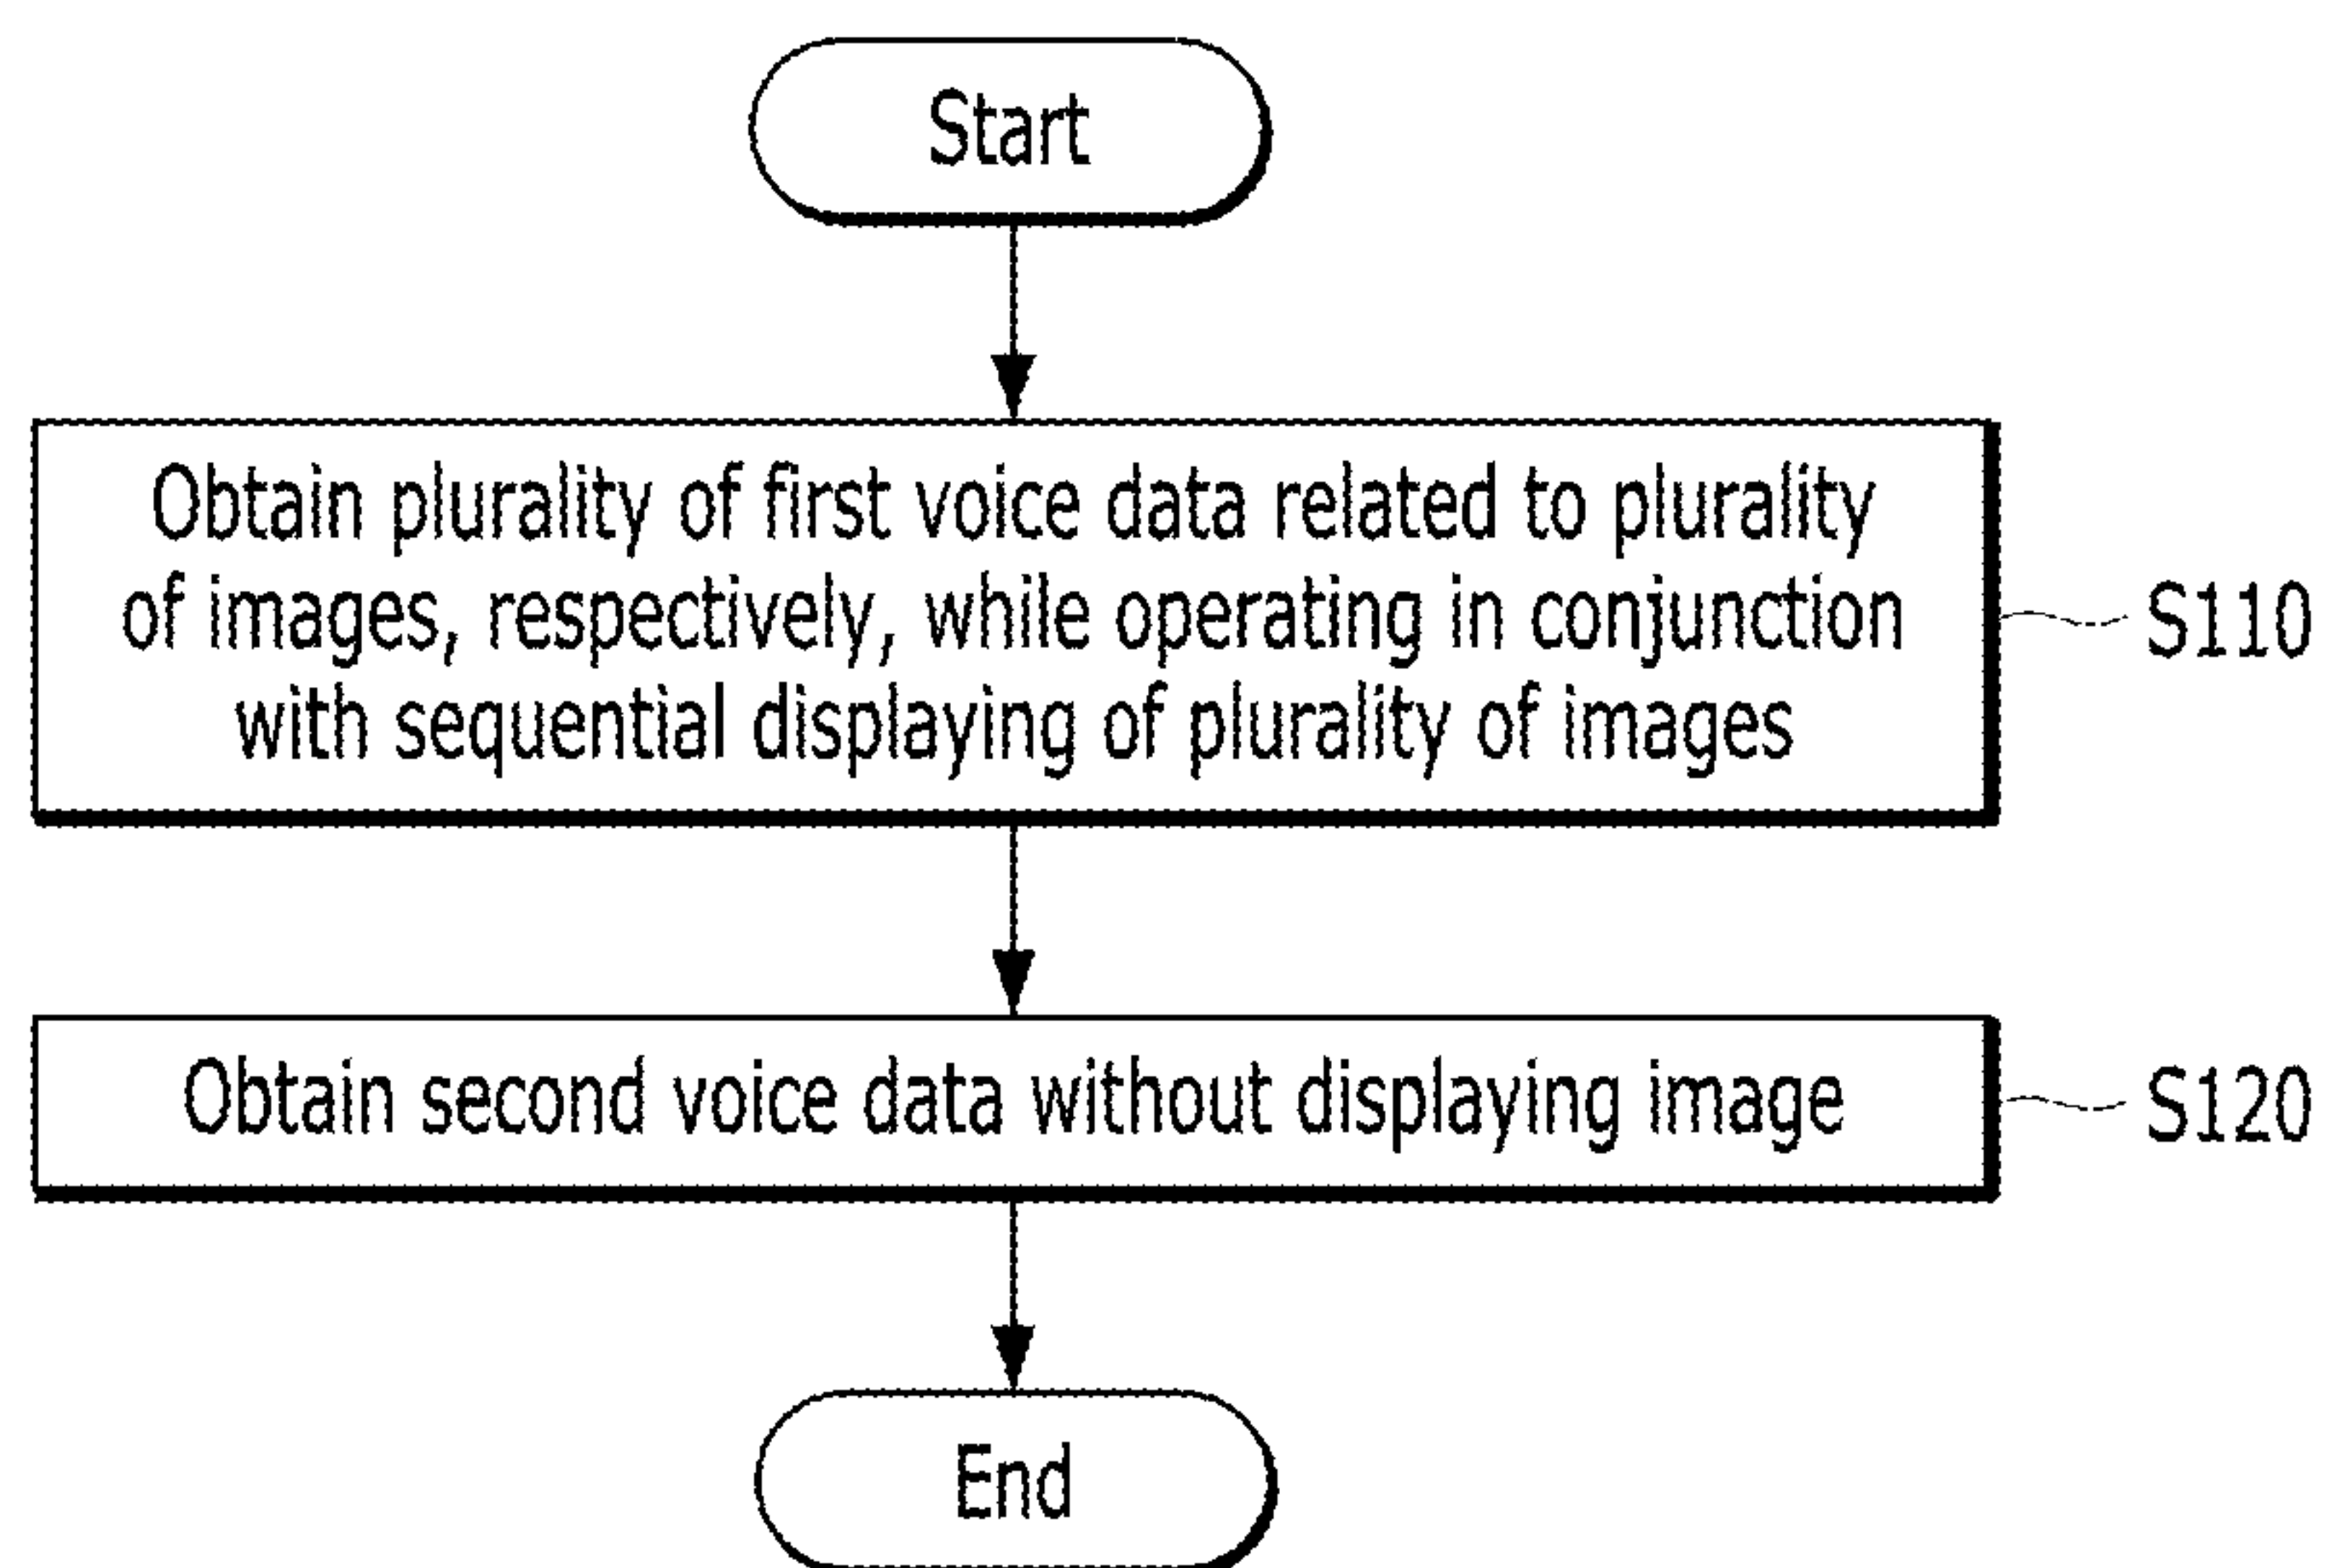 Start
Obtain plurality of first voice data related to plurality
of images, respectively, while operating in conjunction
with sequential displaying of plurality of images
S110
Obtain second voice data without displaying image
S120
End